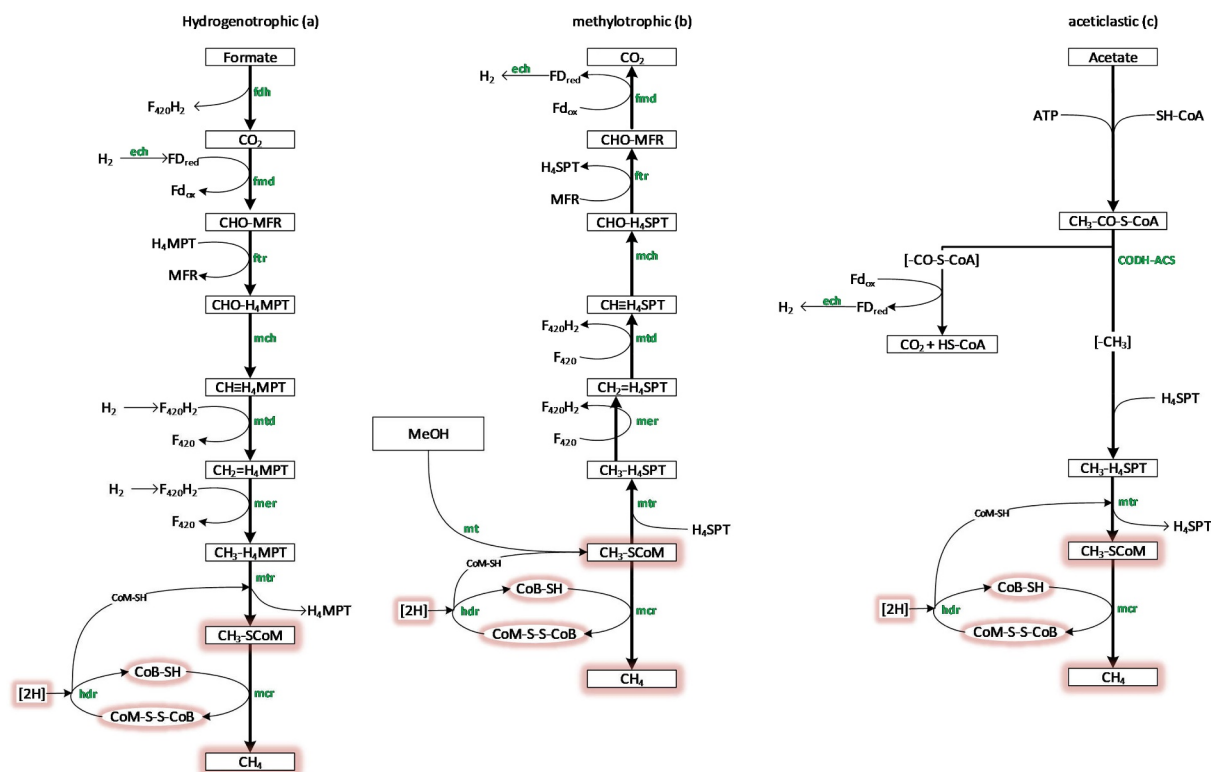 Hydrogenotrophic (a)
Formate
fdh
F₄₂₀H₂
CO₂
H₂
ech
FD_red
Fd_ox
fmd
CHO-MFR
H₄MPT
MFR
ftr
CHO-H₄MPT
mch
CH≡H₄MPT
H₂
F₄₂₀H₂
F₄₂₀
mtd
CH₂=H₄MPT
H₂
F₄₂₀H₂
F₄₂₀
mer
CH₃-H₄MPT
mtr
CoM-SH
H₄MPT
CH₃-SCoM
[2H]
hdr
CoB-SH
CoM-S-S-CoB
mcr
CH₄
methylotrophic (b)
CO₂
H₂
ech
FD_red
Fd_ox
fmd
CHO-MFR
H₄SPT
MFR
ftr
CHO-H₄SPT
mch
CH≡H₄SPT
F₄₂₀H₂
F₄₂₀
mtd
CH₂=H₄SPT
F₄₂₀H₂
F₄₂₀
mer
MeOH
CH₃-H₄SPT
mtr
H₄SPT
mt
CH₃-SCoM
CoM-SH
[2H]
hdr
CoB-SH
CoM-S-S-CoB
mcr
CH₄
aceticlastic (c)
Acetate
ATP
SH-CoA
CH₃-CO-S-CoA
CODH-ACS
[-CO-S-CoA]
Fd_ox
H₂
ech
FD_red
CO₂ + HS-CoA
[-CH₃]
H₄SPT
CH₃-H₄SPT
mtr
CoM-SH
H₄SPT
CH₃-SCoM
[2H]
hdr
CoB-SH
CoM-S-S-CoB
mcr
CH₄